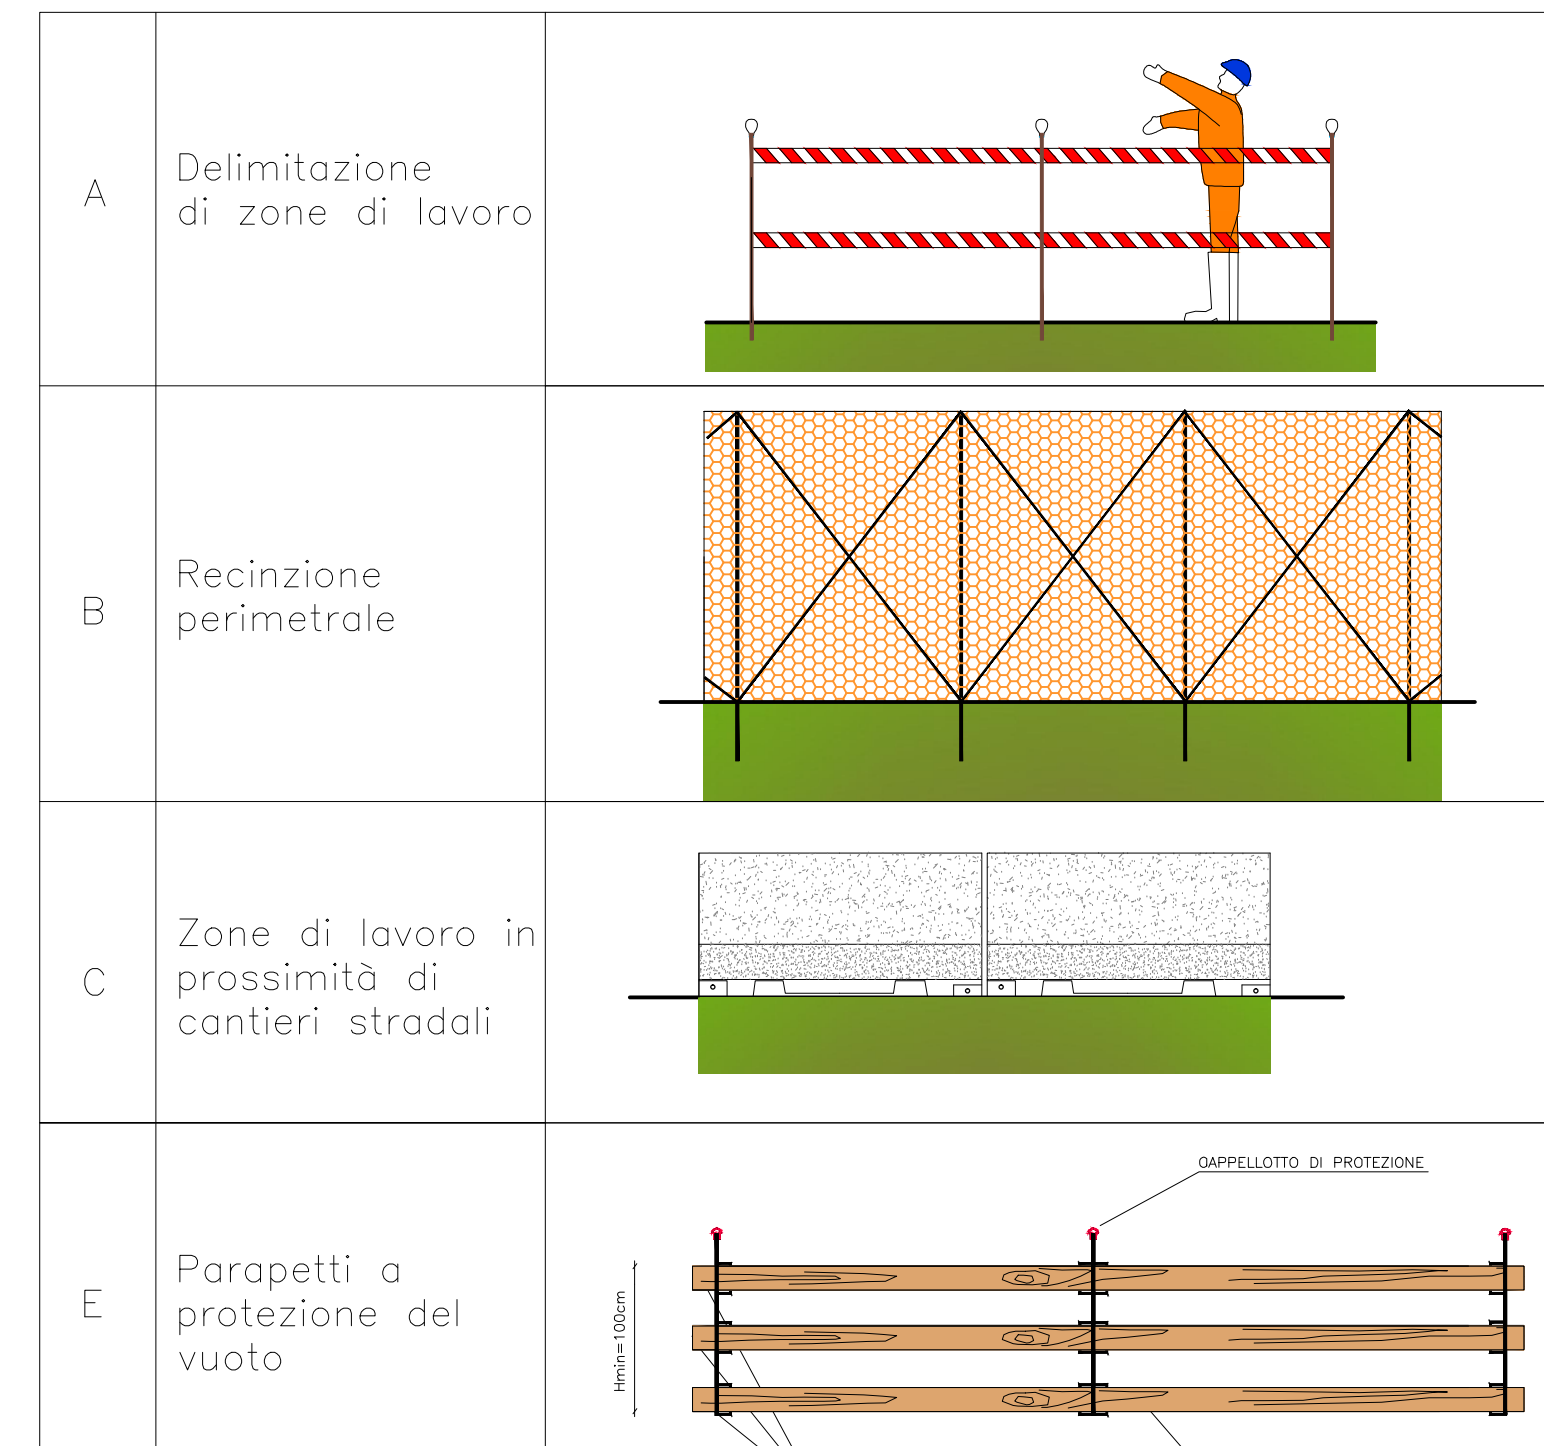 A
Delimitazione
di zone di lavoro
B
Recinzione
perimetrale
C
Zone di lavoro in
prossimità di
cantieri stradali
E
Parapetti a
protezione del
vuoto
CAPPELLOTTO DI PROTEZIONE
Hmin=100cm